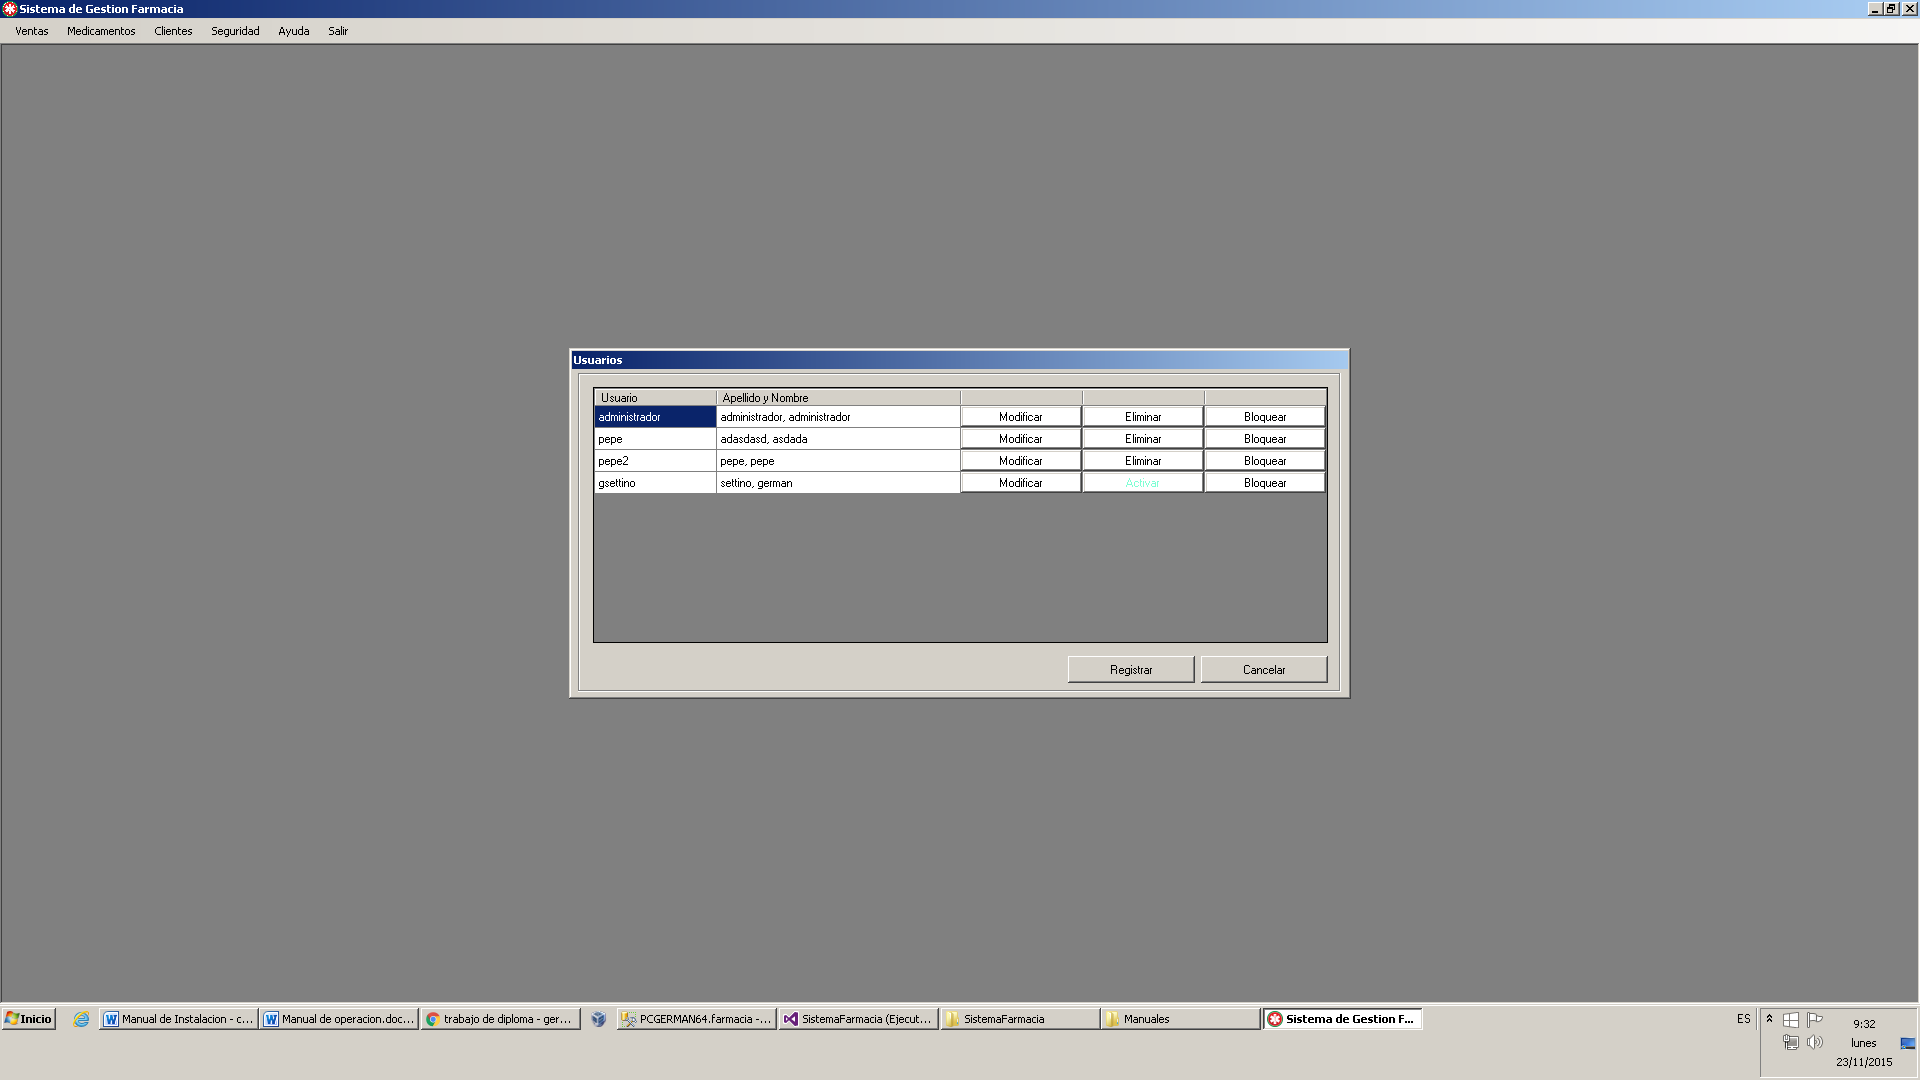 Sistema de Gestion Farmacia
Ventas Medicamentos Clientes Seguridad Ayuda Salir
Usuarios
Usuario Apellido y Nombre
administrador administrador, administrador Modificar Eliminar Bloquear
pepe adasdasd, asdada Modificar Eliminar Bloquear
pepe2 pepe, pepe Modificar Eliminar Bloquear
gsettino settino, german Modificar Activar Bloquear
Registrar Cancelar
Inicio Manual de Instalacion - c... Manual de operacion.doc... trabajo de diploma - ger... PCGERMAN64.farmacia -... SistemaFarmacia (Ejecut... SistemaFarmacia Manuales Sistema de Gestion F... ES
9:32
lunes
23/11/2015